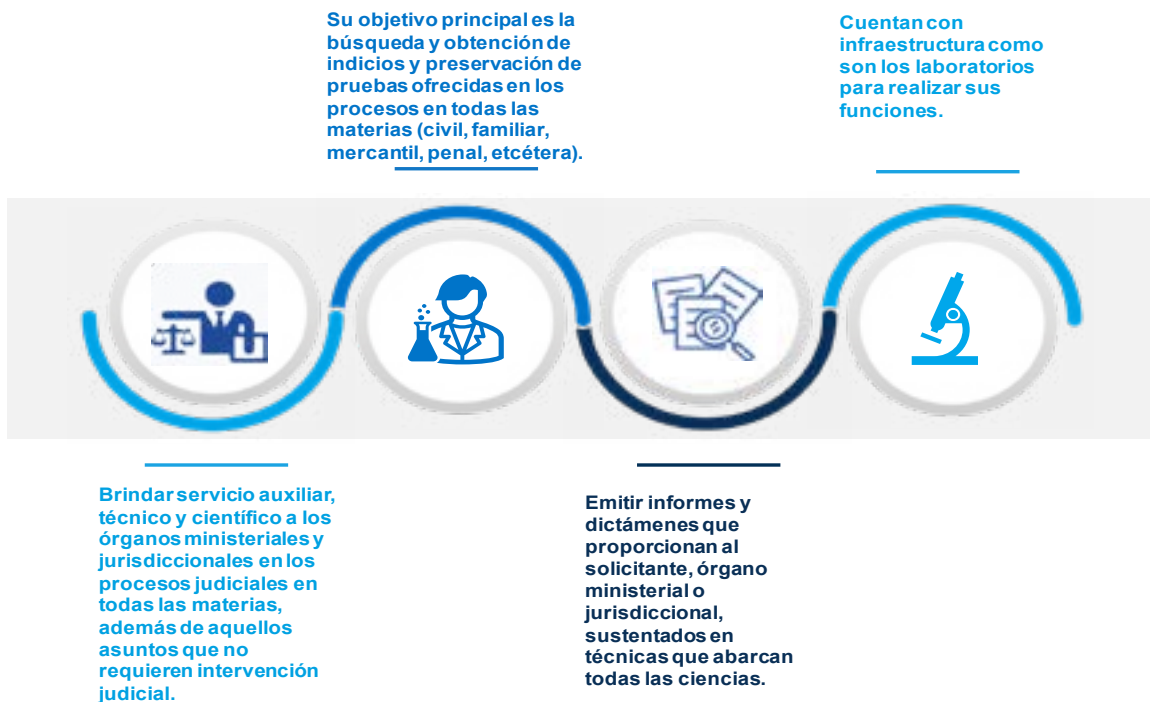 Su objetivo principal es la
búsqueda y obtención de
indicios y preservación de
pruebas ofrecidas en los
procesos en todas las
materias (civil, familiar,
mercantil, penal, etcétera).
Cuentan con
infraestructura como
son los laboratorios
para realizar sus
funciones.
Brindar servicio auxiliar,
técnico y científico a los
órganos ministeriales y
jurisdiccionales en los
procesos judiciales en
todas las materias,
además de aquellos
asuntos que no
requieren intervención
judicial.
Emitir informes y
dictámenes que
proporcionan al
solicitante, órgano
ministerial o
jurisdiccional,
sustentados en
técnicas que abarcan
todas las ciencias.